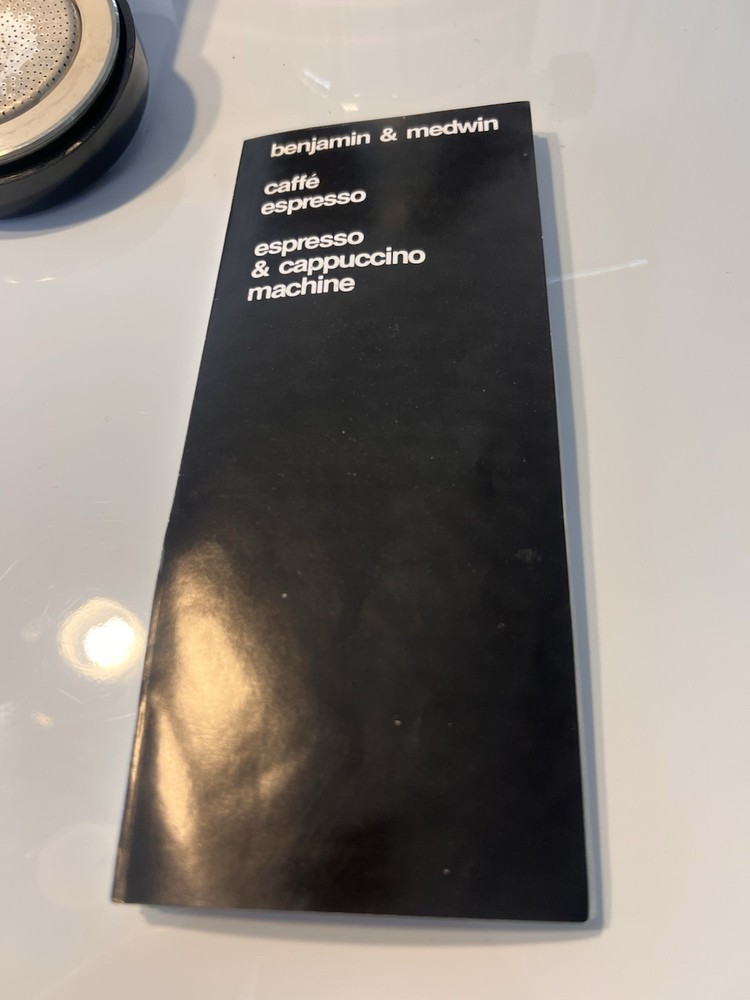 benjamin & medwin
caffé
espresso
espresso
& cappuccino
machine